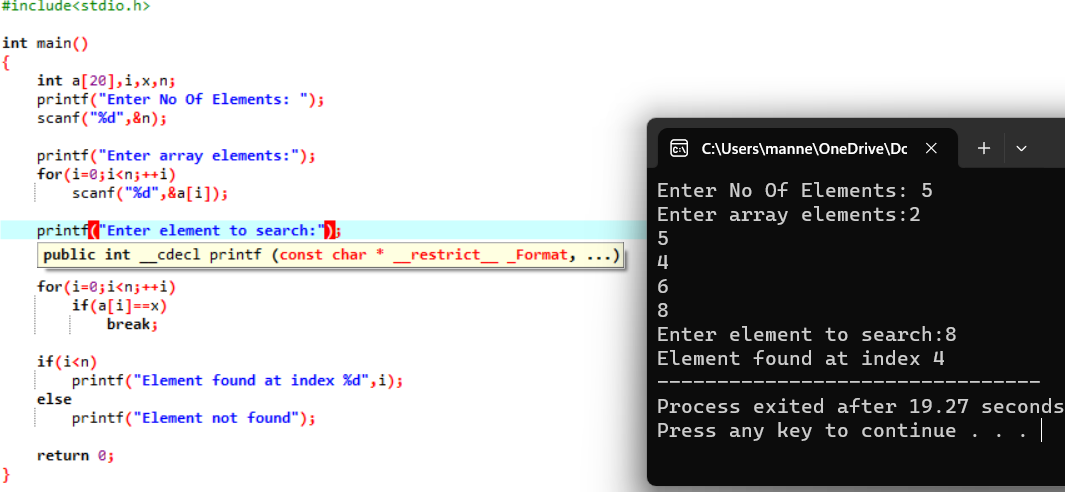 #include<stdio.h>
int main()
{
int a[20],i,x,n;
printf("Enter No Of Elements: ");
scanf("%d",&n);
printf("Enter array elements:");
for(i=0;i<n;++i)
scanf("%d",&a[i]);
printf("Enter element to search:");
public int __cdecl printf (const char * __restrict__ _Format, ...)
for(i=0;i<n;++i)
if(a[i]==x)
break;
if(i<n)
printf("Element found at index %d",i);
else
printf("Element not found");
return 0;
}
C:\Users\manne\OneDrive\Dc
Enter No Of Elements: 5
Enter array elements:2
5
4
6
8
Enter element to search:8
Element found at index 4
--------------------------------
Process exited after 19.27 seconds
Press any key to continue . . .